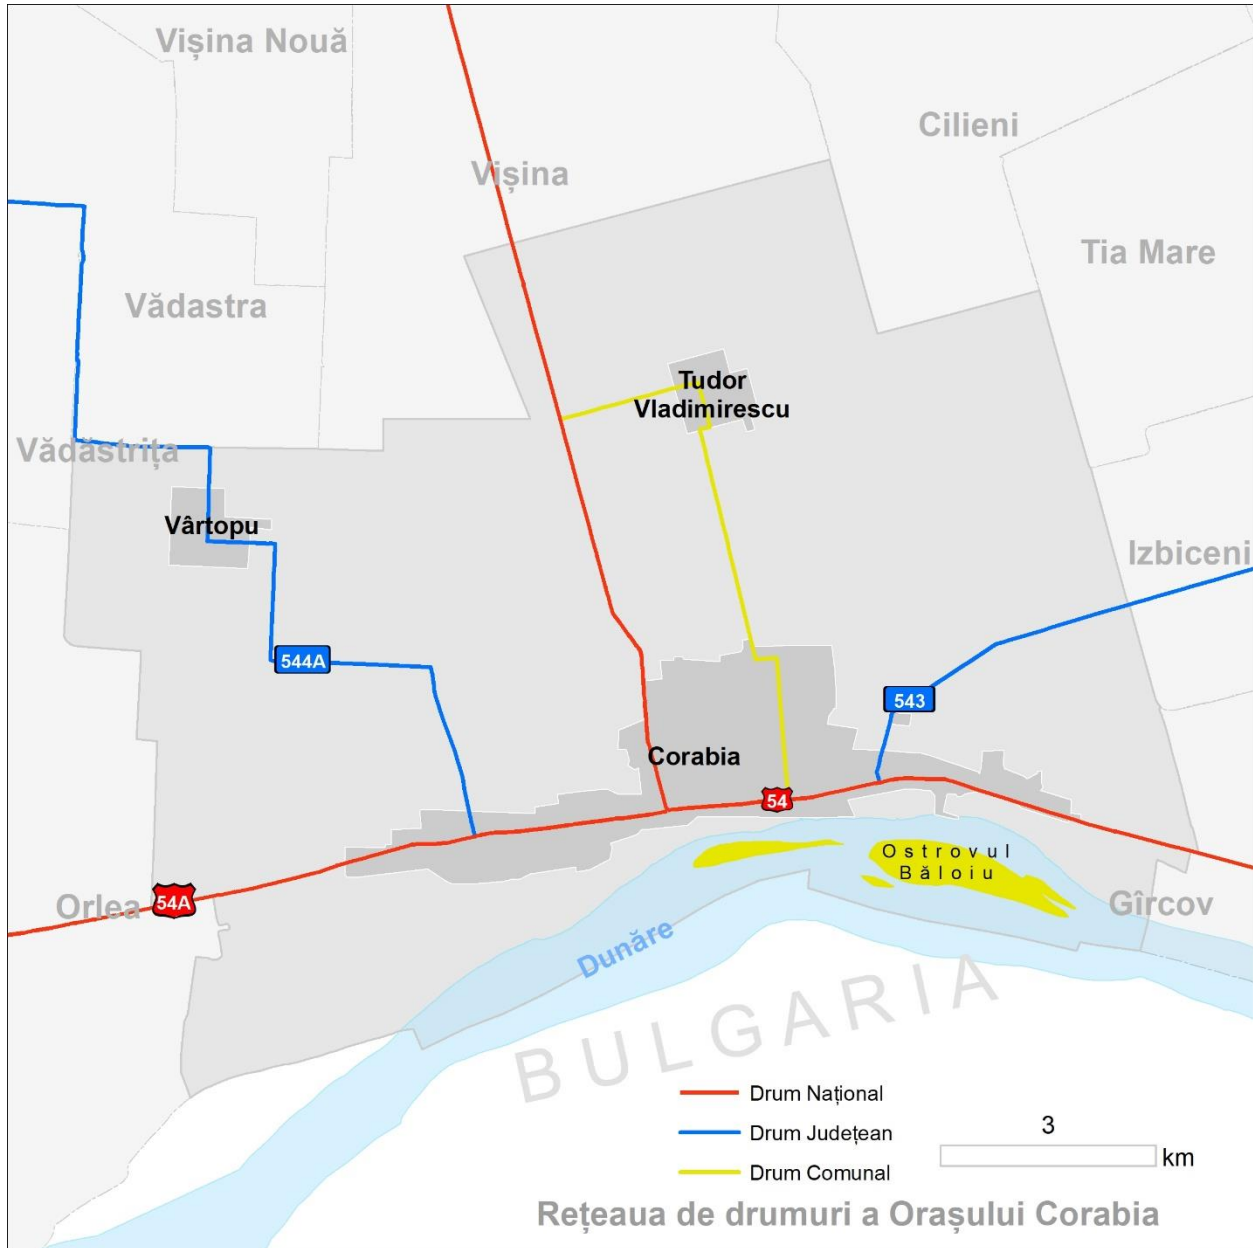 Vișina Nouă
Cilieni
Vișina
Tia Mare
Vădastra
Tudor
Vladimirescu
Vădăstrița
Vârtopu
Izbiceni
544A
543
Corabia
54
Ostrovul
Băloiu
54A
Orlea
Gîrcov
Dunăre
BULGARIA
Drum Național
Drum Județean
Drum Comunal
3
km
Rețeaua de drumuri a Orașului Corabia